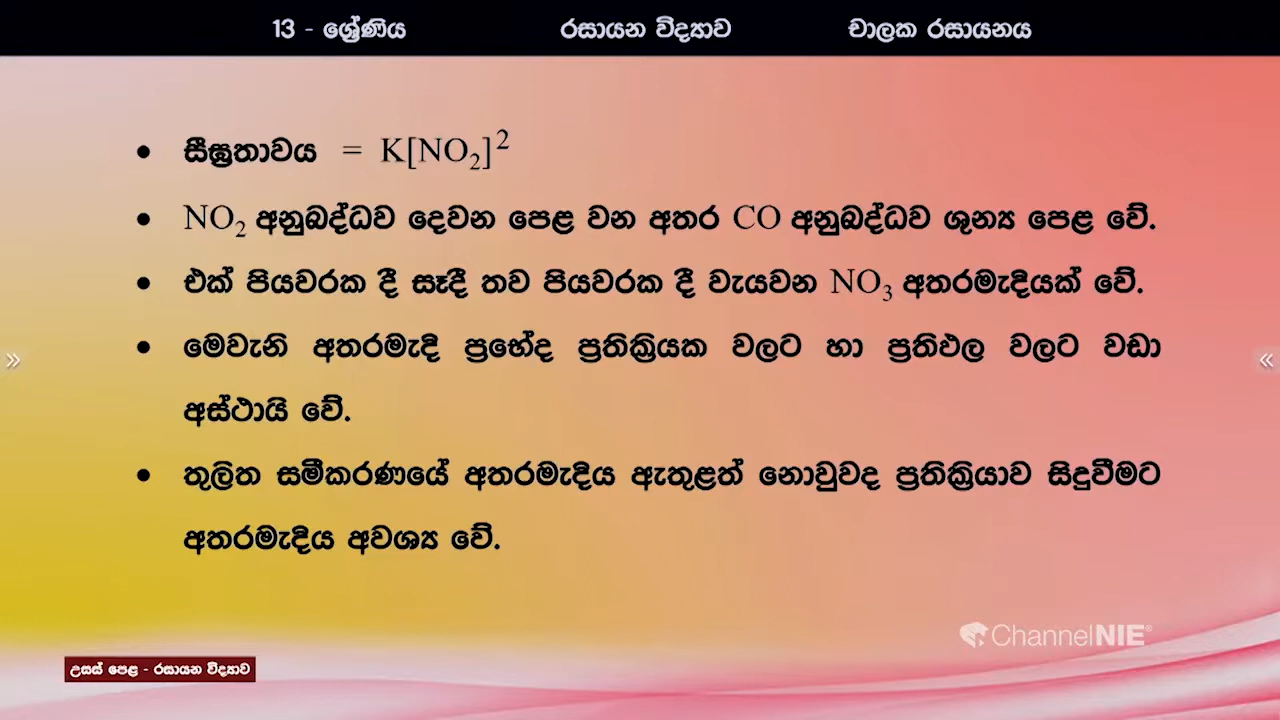 13 - ශ්‍රේණිය රසායන විද්‍යාව චාලක රසායනය
• සීඝ්‍රතාවය = K[NO₂]²
• NO₂ අනුබද්ධව දෙවන පෙළ වන අතර CO අනුබද්ධව ශූන්‍ය පෙළ වේ.
• එක් පියවරක දී සෑදී තව පියවරක දී වැයවන NO₃ අතරමැදියක් වේ.
• මෙවැනි අතරමැදි ප්‍රභේද ප්‍රතික්‍රියක වලට හා ප්‍රතිඵල වලට වඩා
අස්ථායි වේ.
• තුලිත සමීකරණයේ අතරමැදිය ඇතුළත් නොවුවද ප්‍රතික්‍රියාව සිදුවීමට
අතරමැදිය අවශ්‍ය වේ.
ChannelNIE®
උසස් පෙළ - රසායන විද්‍යාව